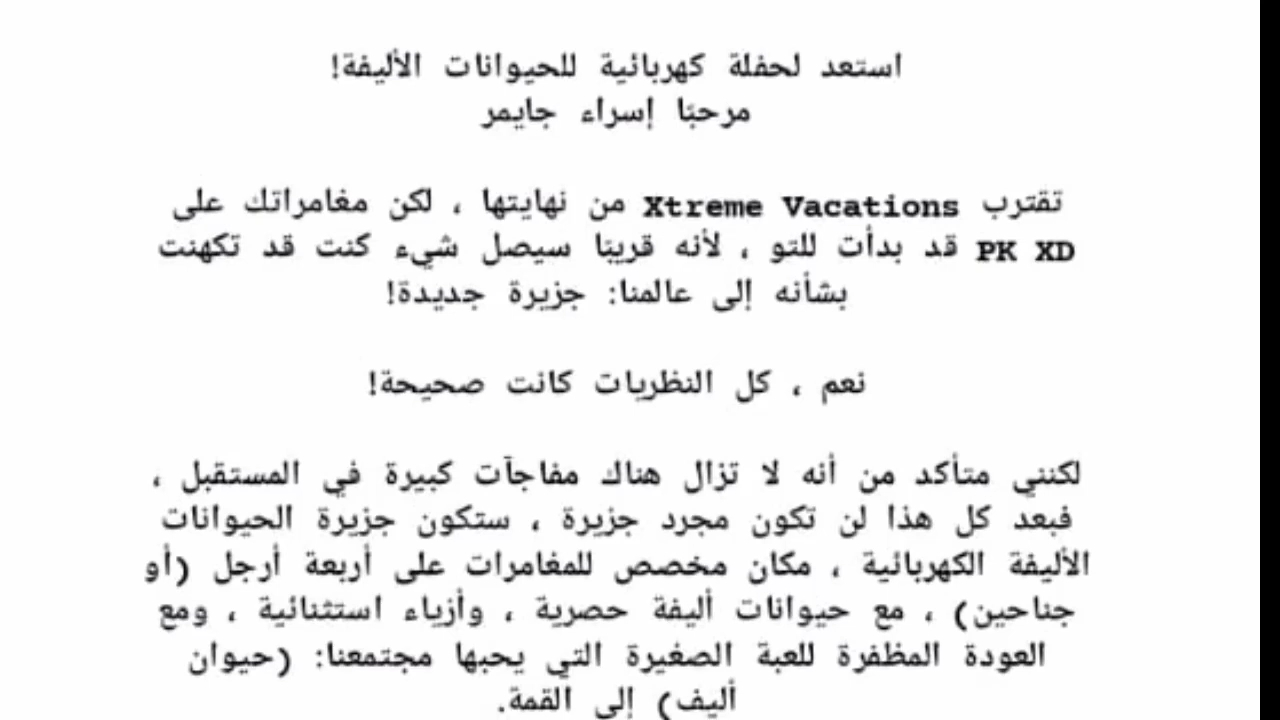 استعد لحفلة كهربائية للحيوانات الأليفة!
مرحبًا إسراء جايمر
تقترب Xtreme Vacations من نهايتها ، لكن مغامراتك على
PK XD قد بدأت للتو ، لأنه قريبًا سيصل شيء كنت قد تكهنت
بشأنه إلى عالمنا: جزيرة جديدة!
نعم ، كل النظريات كانت صحيحة!
لكنني متأكد من أنه لا تزال هناك مفاجآت كبيرة في المستقبل ،
فبعد كل هذا لن تكون مجرد جزيرة ، ستكون جزيرة الحيوانات
الأليفة الكهربائية ، مكان مخصص للمغامرات على أربعة أرجل (أو
جناحين) ، مع حيوانات أليفة حصرية ، وأزياء استثنائية ، ومع
العودة المظفرة للعبة الصغيرة التي يحبها مجتمعنا: (حيوان
أليف) إلى القمة.